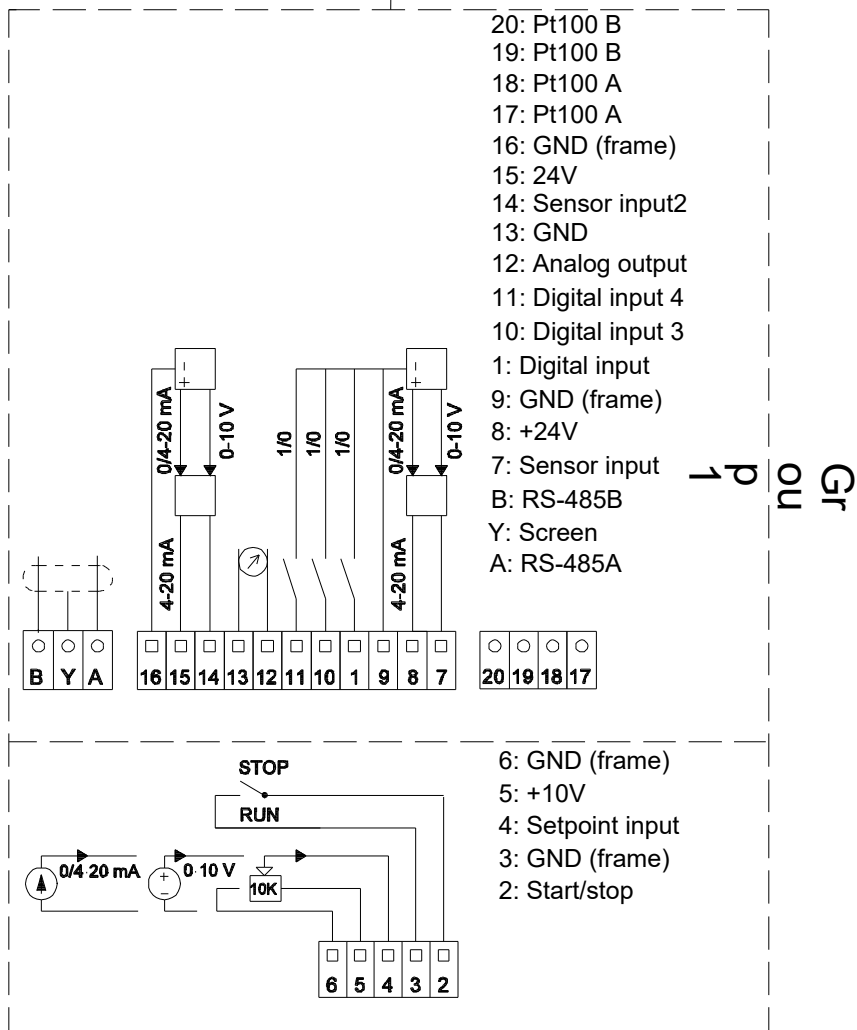 20: Pt100 B
19: Pt100 B
18: Pt100 A
17: Pt100 A
16: GND (frame)
15: 24V
14: Sensor input2
13: GND
12: Analog output
11: Digital input 4
10: Digital input 3
1: Digital input
9: GND (frame)
8: +24V
7: Sensor input
B: RS-485B
Y: Screen
A: RS-485A
Gr
ou
p
1
- +
- +
0/4-20 mA
0-10 V
1/0
1/0
1/0
0/4-20 mA
0-10 V
4-20 mA
4-20 mA
B Y A
16 15 14 13 12 11 10 1 9 8 7
20 19 18 17
6: GND (frame)
5: +10V
4: Setpoint input
3: GND (frame)
2: Start/stop
STOP
RUN
0/4-20 mA
+
-
0-10 V
10K
6 5 4 3 2